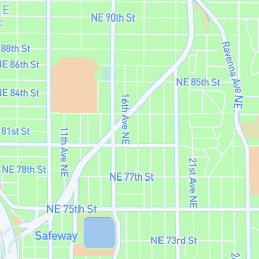 NE 90th St
E
88th St
NE 86th St
Ravenna Ave NE
NE 85th St
NE 84th St
16th Ave NE
81st St
11th Ave NE
21st Ave NE
NE 78th St
NE 77th St
NE 75th St
Safeway
NE 73rd St
2